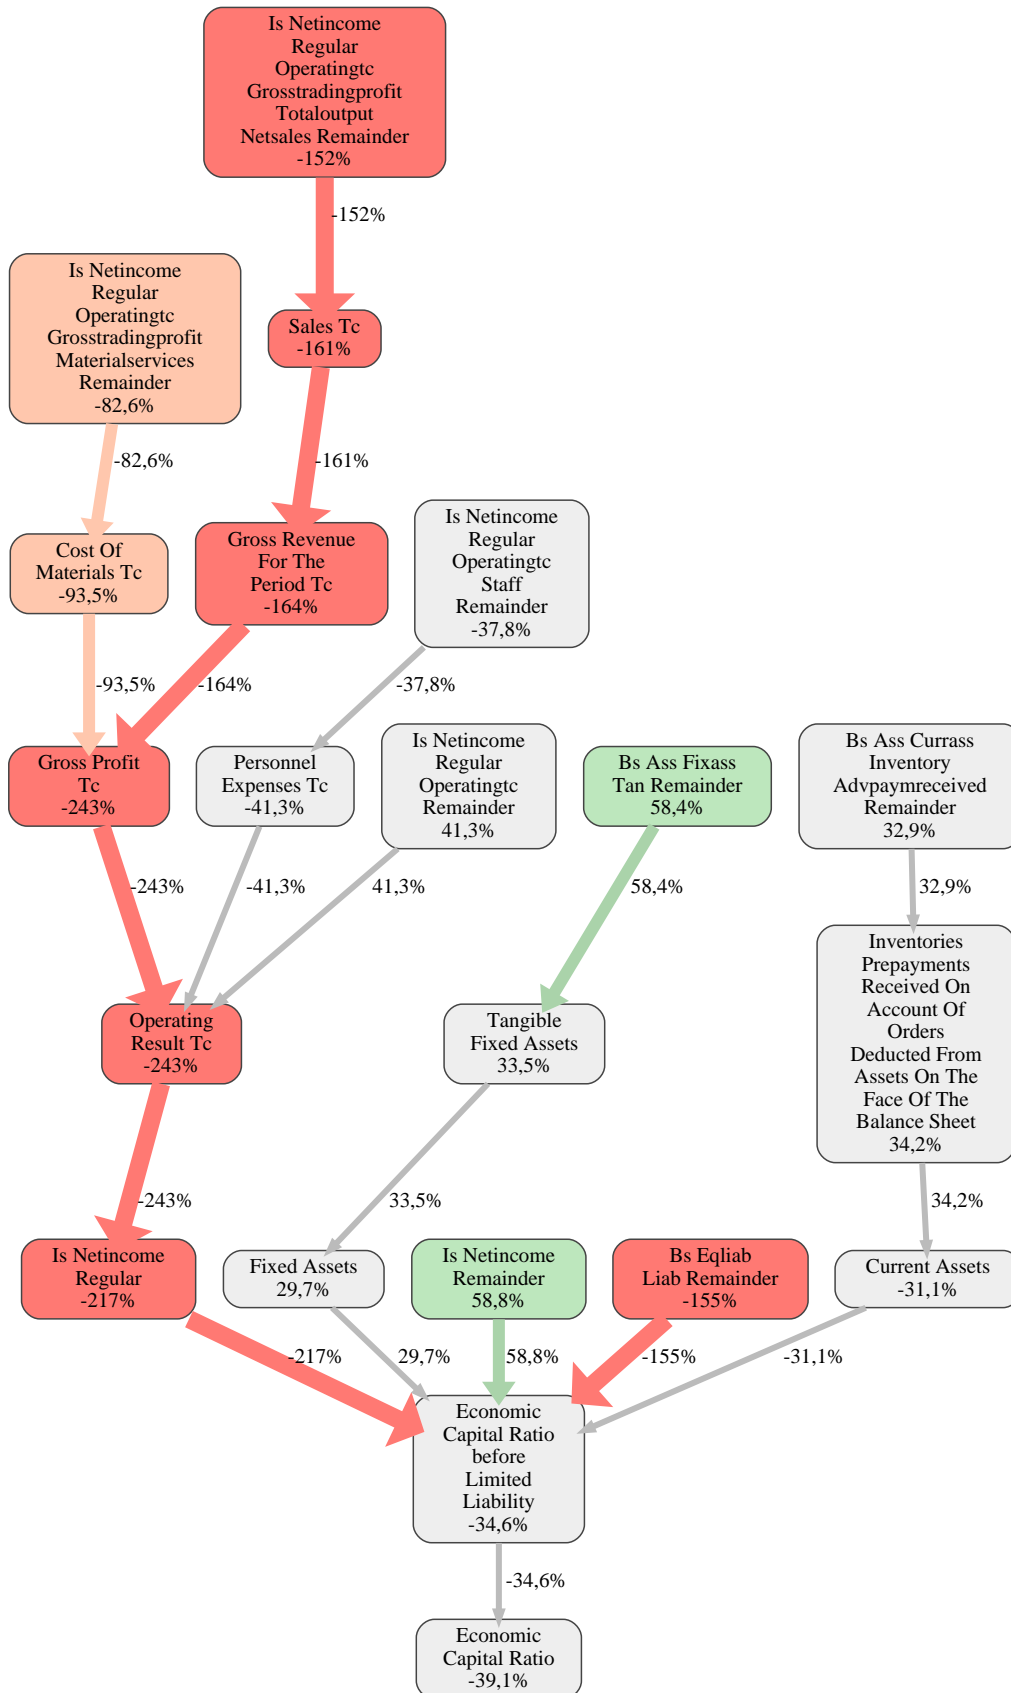 Is Netincome
Regular
Operatingtc
Grosstradingprofit
Totaloutput
Netsales Remainder
-152%
-152%
Is Netincome
Regular
Operatingtc
Grosstradingprofit
Materialservices
Remainder
-82,6%
Sales Tc
-161%
-82,6%
-161%
Cost Of
Materials Tc
-93,5%
Gross Revenue
For The
Period Tc
-164%
Is Netincome
Regular
Operatingtc
Staff
Remainder
-37,8%
-93,5%
-164%
-37,8%
Gross Profit
Tc
-243%
Personnel
Expenses Tc
-41,3%
Is Netincome
Regular
Operatingtc
Remainder
41,3%
Bs Ass Fixass
Tan Remainder
58,4%
Bs Ass Currass
Inventory
Advpaymreceived
Remainder
32,9%
-243%
-41,3%
41,3%
58,4%
32,9%
Operating
Result Tc
-243%
Tangible
Fixed Assets
33,5%
Inventories
Prepayments
Received On
Account Of
Orders
Deducted From
Assets On The
Face Of The
Balance Sheet
34,2%
-243%
33,5%
34,2%
Is Netincome
Regular
-217%
Fixed Assets
29,7%
Is Netincome
Remainder
58,8%
Bs Eqliab
Liab Remainder
-155%
Current Assets
-31,1%
-217%
29,7%
58,8%
-155%
-31,1%
Economic
Capital Ratio
before
Limited
Liability
-34,6%
-34,6%
Economic
Capital Ratio
-39,1%